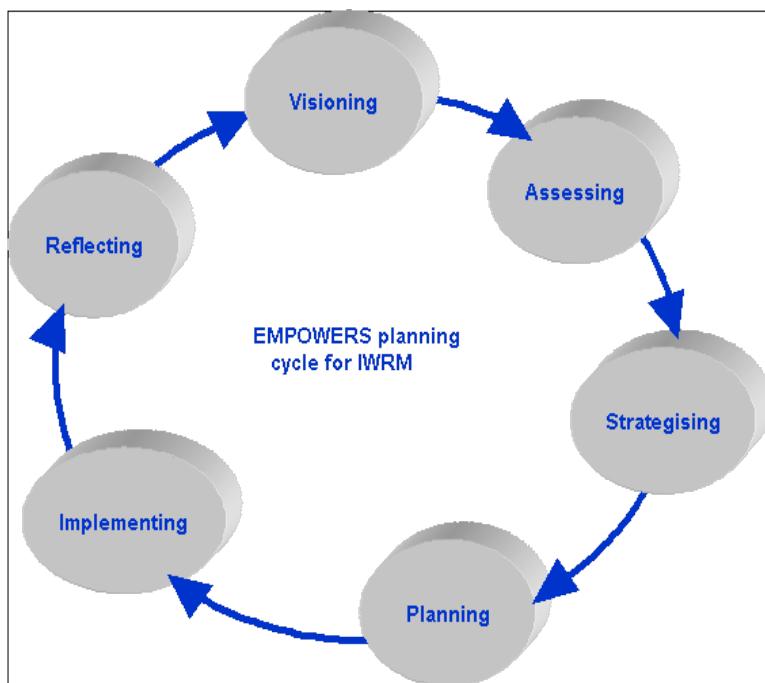 Visioning
Assessing
Reflecting
EMPOWERS planning
cycle for IWRM
Strategising
Implementing
Planning